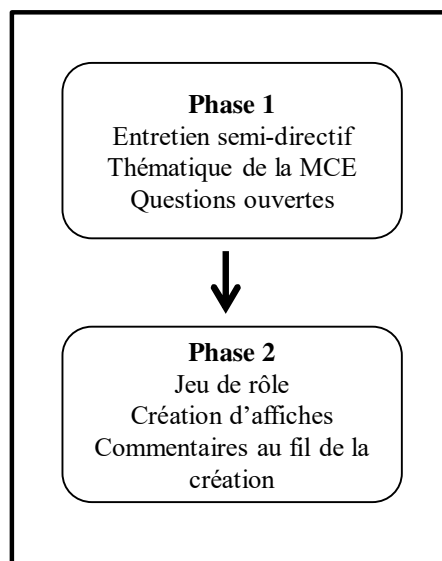 Phase 1
Entretien semi-directif
Thématique de la MCE
Questions ouvertes
Phase 2
Jeu de rôle
Création d’affiches
Commentaires au fil de la
création